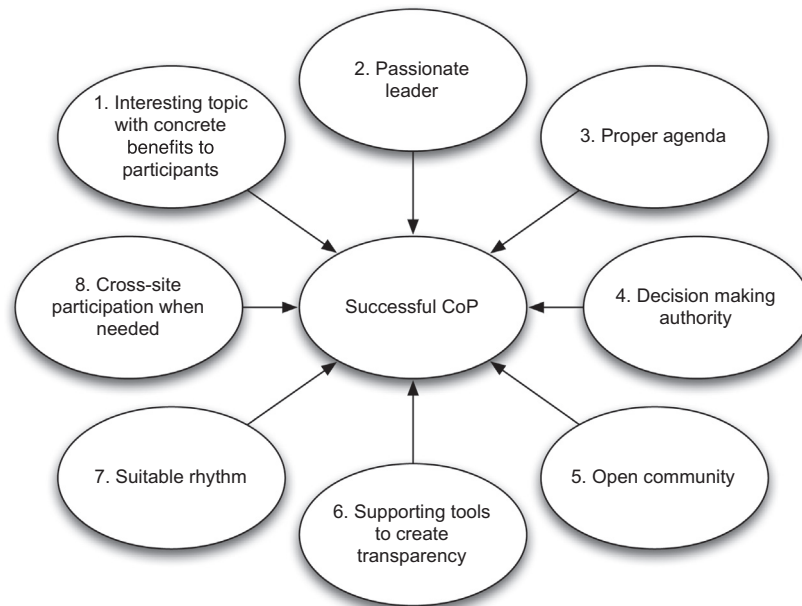 1. Interesting topic
with concrete
benefits to
participants
2. Passionate
leader
3. Proper agenda
8. Cross-site
participation when
needed
Successful CoP
4. Decision making
authority
7. Suitable rhythm
6. Supporting tools
to create
transparency
5. Open community